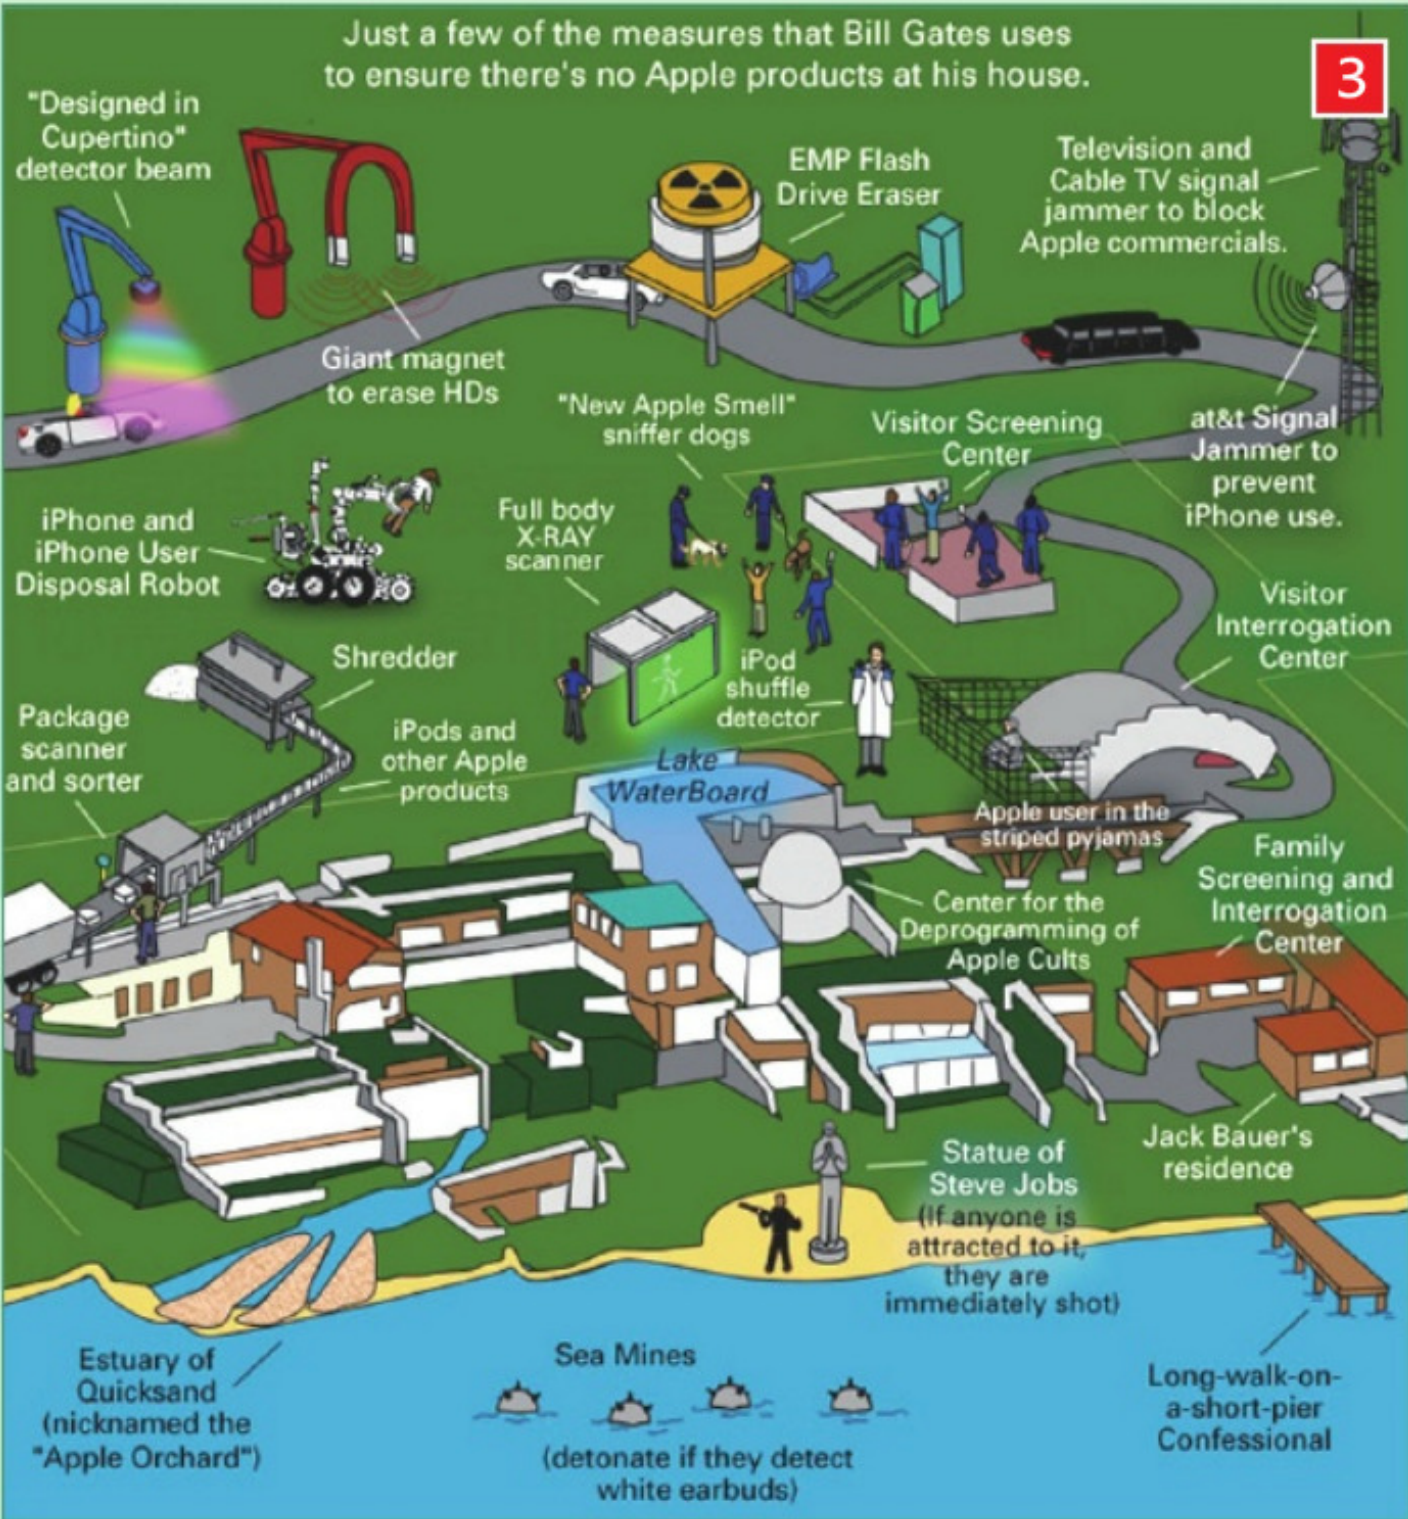 Just a few of the measures that Bill Gates uses
to ensure there's no Apple products at his house.
3
"Designed in
Cupertino"
detector beam
EMP Flash
Drive Eraser
Television and
Cable TV signal
jammer to block
Apple commercials.
Giant magnet
to erase HDs
"New Apple Smell"
sniffer dogs
Visitor Screening
Center
at&t Signal
Jammer to
prevent
iPhone use.
iPhone and
iPhone User
Disposal Robot
Full body
X-RAY
scanner
Visitor
Interrogation
Center
Shredder
iPod
shuffle
detector
Package
scanner
and sorter
iPods and
other Apple
products
Lake
WaterBoard
Apple user in the
striped pyjamas
Family
Screening and
Interrogation
Center
Center for the
Deprogramming of
Apple Cults
Jack Bauer's
residence
Statue of
Steve Jobs
(If anyone is
attracted to it,
they are
immediately shot)
Estuary of
Quicksand
(nicknamed the
"Apple Orchard")
Sea Mines
(detonate if they detect
white earbuds)
Long-walk-on-
a-short-pier
Confessional